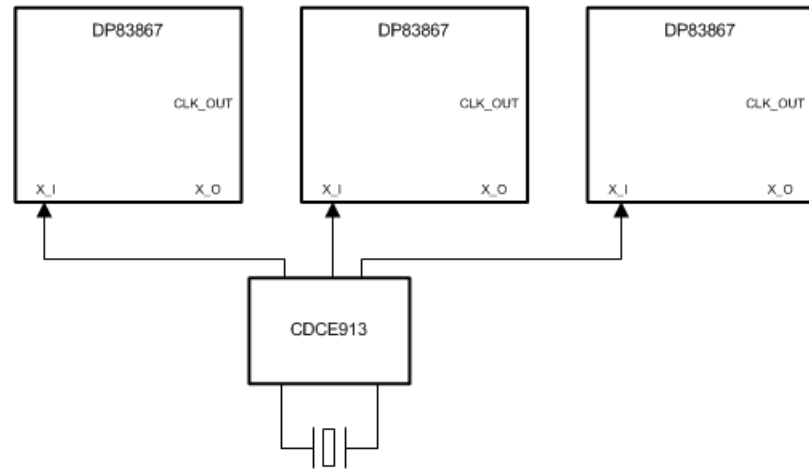 DP83867
DP83867
DP83867
CLK_OUT
CLK_OUT
CLK_OUT
X_I
X_O
X_I
X_O
X_I
X_O
CDCE913